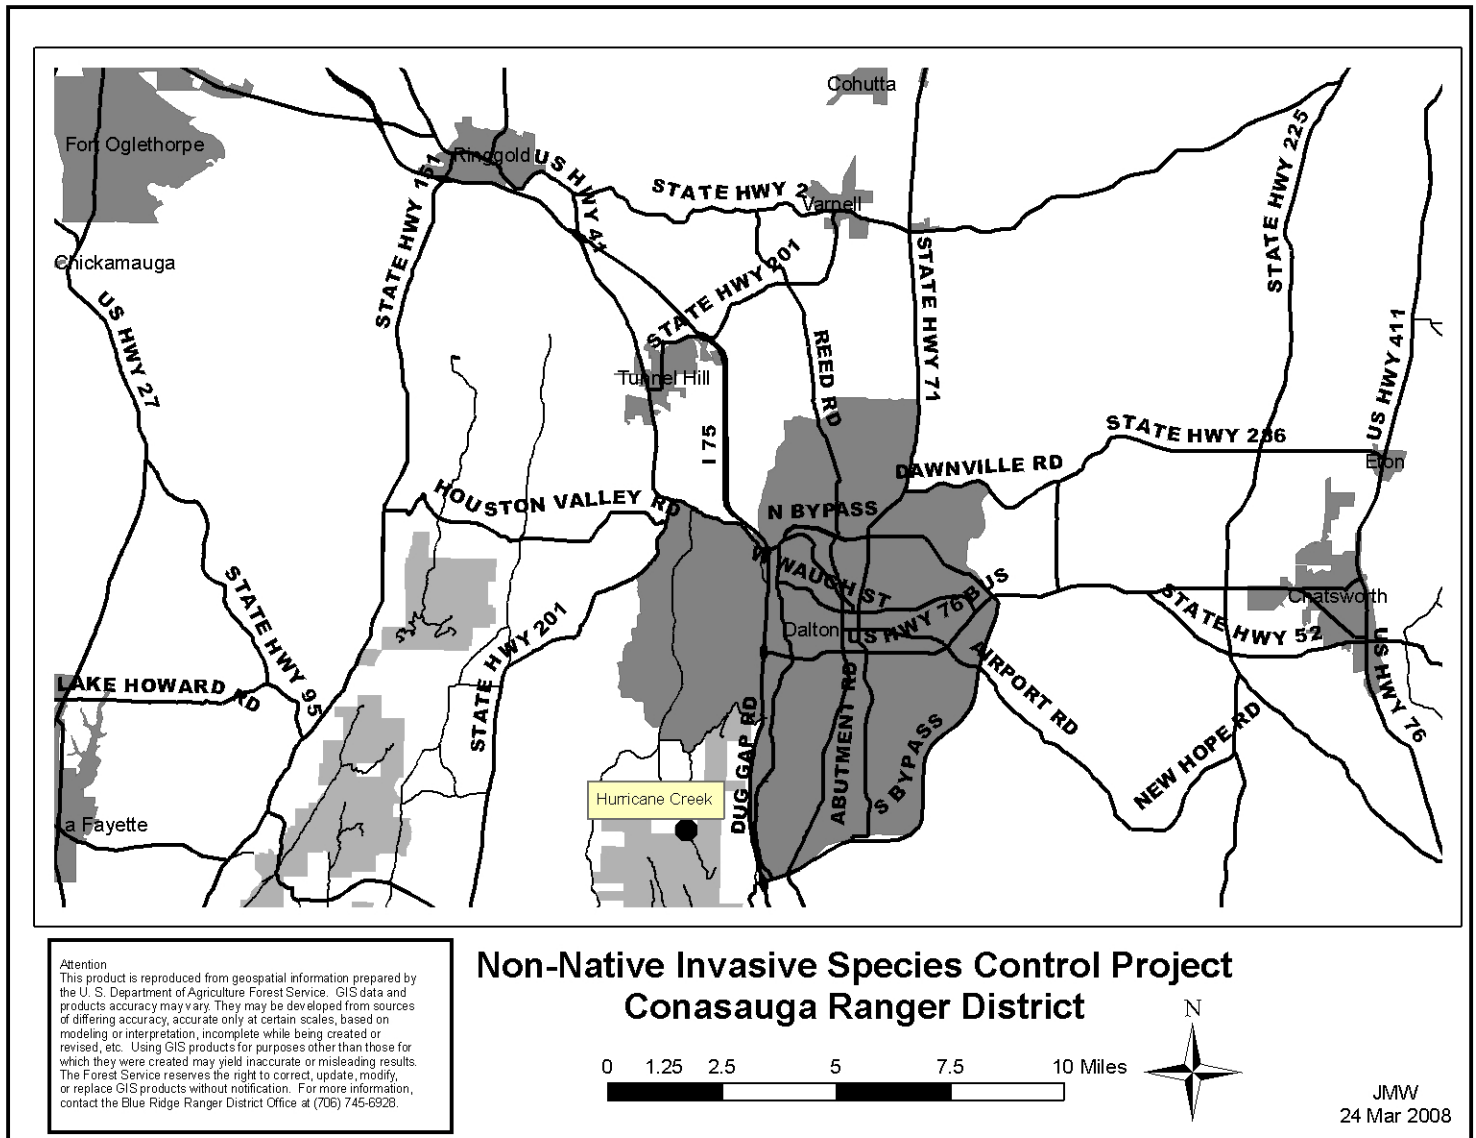 Cohutta
Fort Oglethorpe
Ringgold
US HWY 41
STATE HWY 2
Varnell
STATE HWY 225
STATE HWY 151
Chickamauga
STATE HWY 201
STATE HWY 71
US HWY 27
REED RD
US HWY 411
Tunnel Hill
I 75
STATE HWY 286
Eton
DAWNVILLE RD
HOUSTON VALLEY RD
N BYPASS
W WAUGH ST
US HWY 76 BUS
Chatsworth
STATE HWY 52
Dalton
STATE HWY 95
STATE HWY 201
AIRPORT RD
US HWY 76
LAKE HOWARD RD
DUG GAP RD
ABUTMENT RD
S BYPASS
NEW HOPE RD
Hurricane Creek
a Fayette
Attention
This product is reproduced from geospatial information prepared by
the U. S. Department of Agriculture Forest Service. GIS data and
products accuracy may vary. They may be developed from sources
of differing accuracy, accurate only at certain scales, based on
modeling or interpretation, incomplete while being created or
revised, etc. Using GIS products for purposes other than those for
which they were created may yield inaccurate or misleading results.
The Forest Service reserves the right to correct, update, modify,
or replace GIS products without notification. For more information,
contact the Blue Ridge Ranger District Office at (706) 745-6928.
Non-Native Invasive Species Control Project
Conasauga Ranger District
N
0 1.25 2.5 5 7.5 10 Miles
JMW
24 Mar 2008